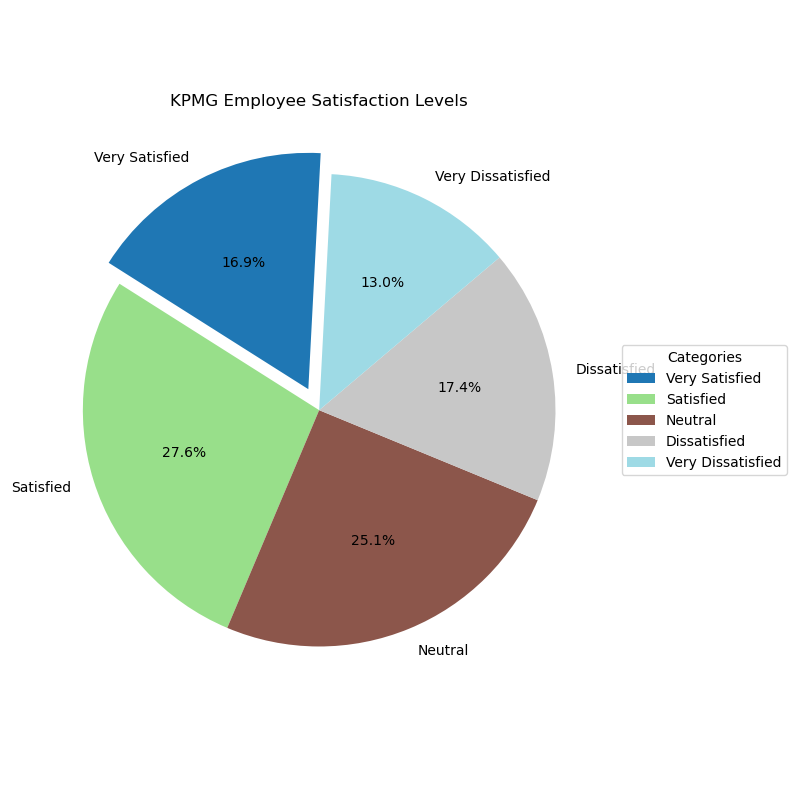 KPMG Employee Satisfaction Levels
Very Satisfied
Very Dissatisfied
16.9%
13.0%
Dissatisfied
17.4%
27.6%
Satisfied
25.1%
Neutral
Categories
Very Satisfied
Satisfied
Neutral
Dissatisfied
Very Dissatisfied